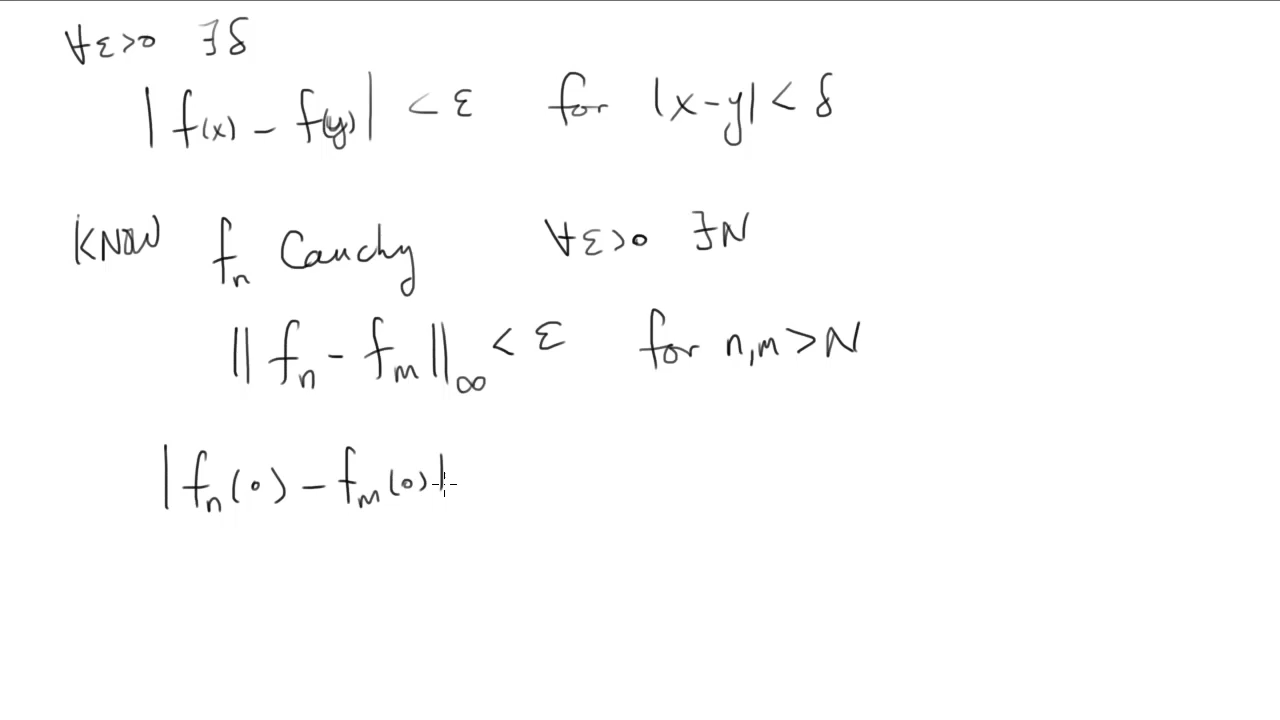 ∀ε>0 ∃δ
|f(x) - f(y)| < ε for |x-y| < δ
KNOW f_n Cauchy ∀ε>0 ∃N
‖f_n - f_m‖_∞ < ε for n,m > N
|f_n(0) - f_m(0)|